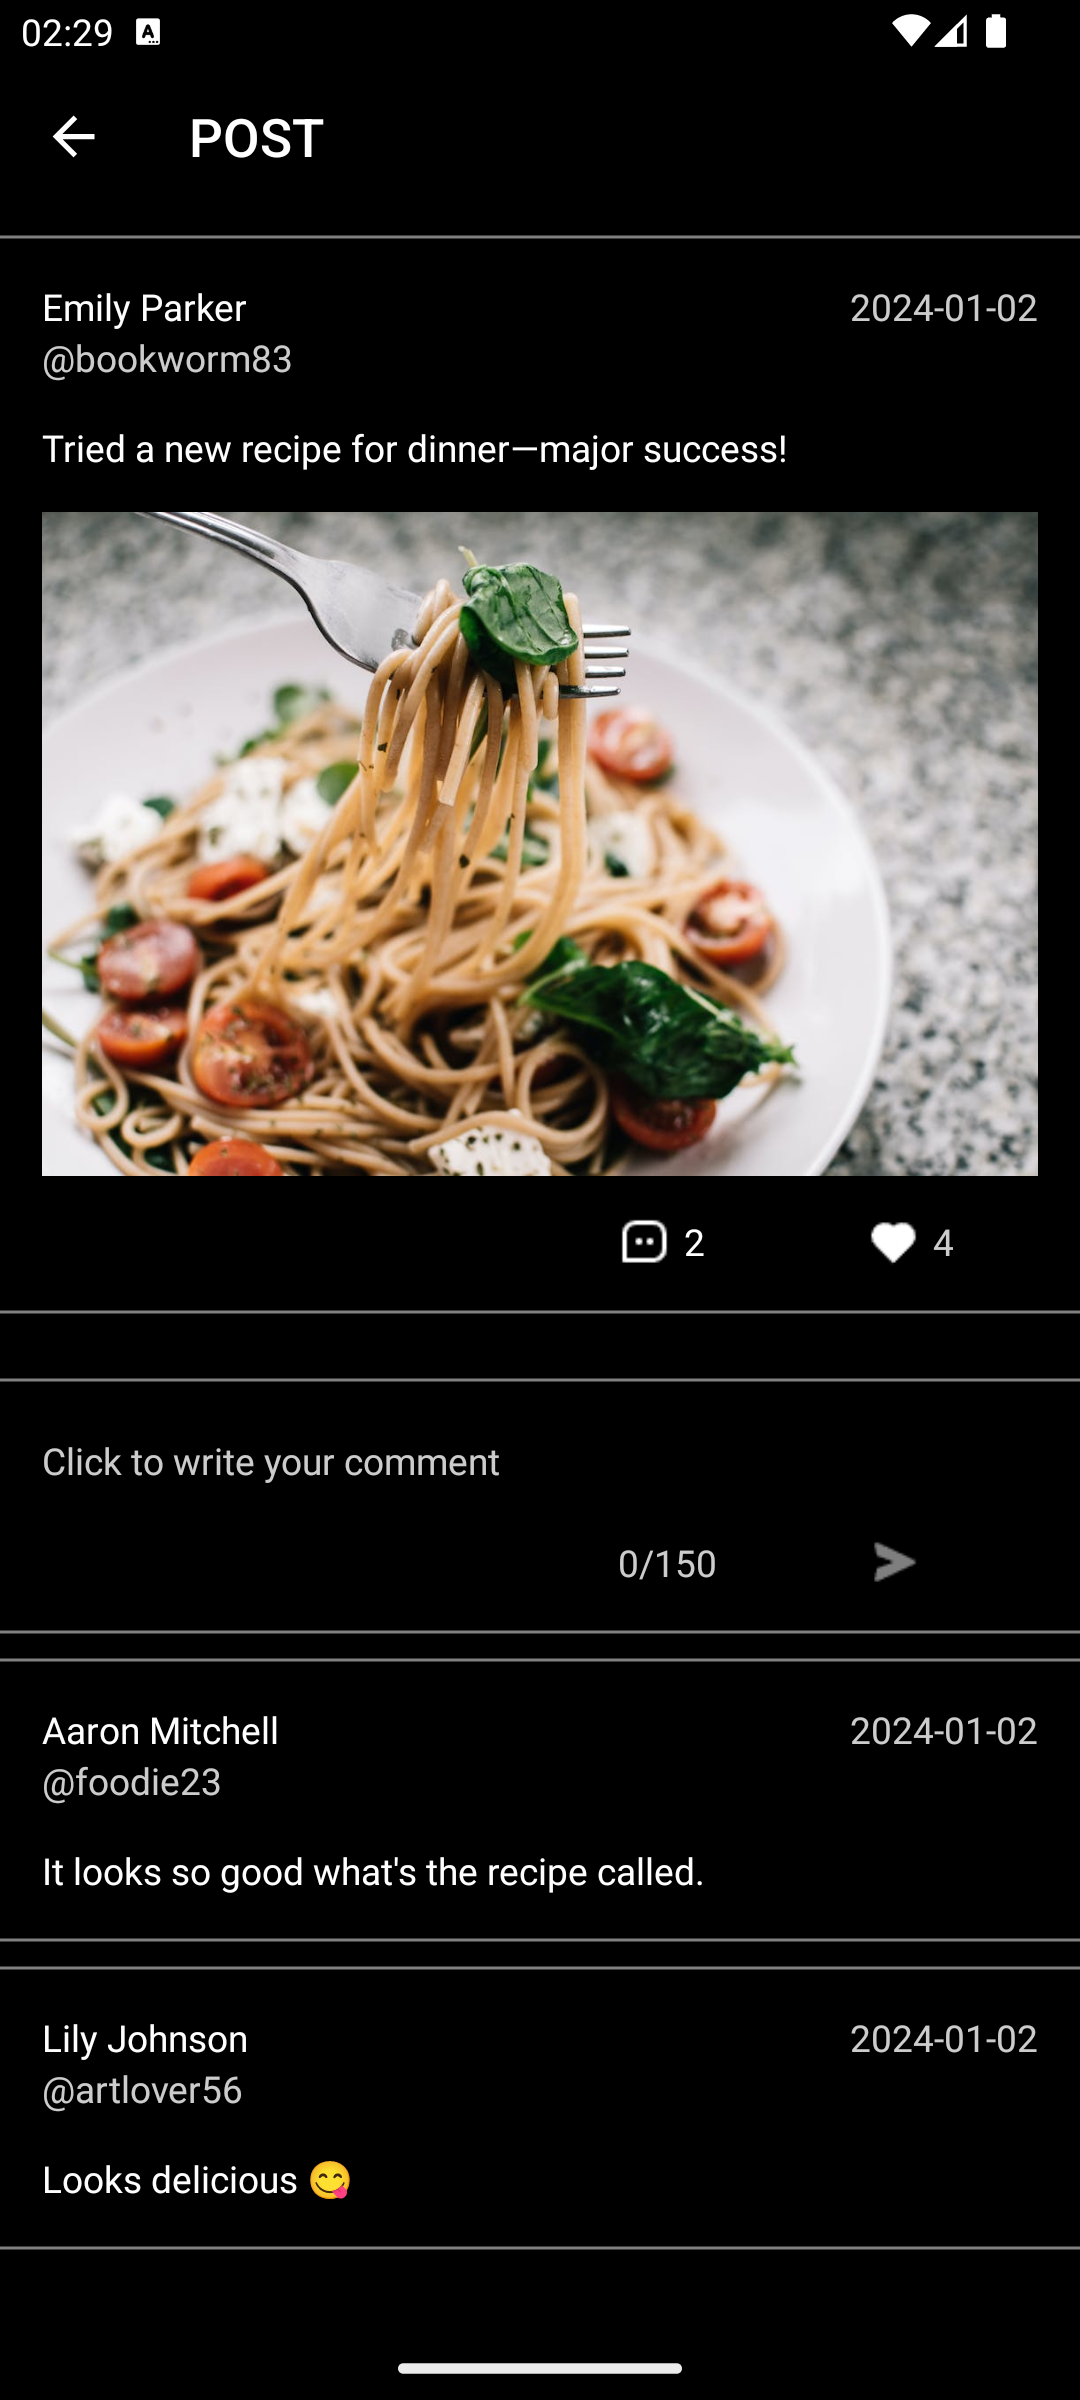 02:29
POST
Emily Parker 2024-01-02
@bookworm83
Tried a new recipe for dinner—major success!
2 4
Click to write your comment
0/150
Aaron Mitchell 2024-01-02
@foodie23
It looks so good what's the recipe called.
Lily Johnson 2024-01-02
@artlover56
Looks delicious 😋